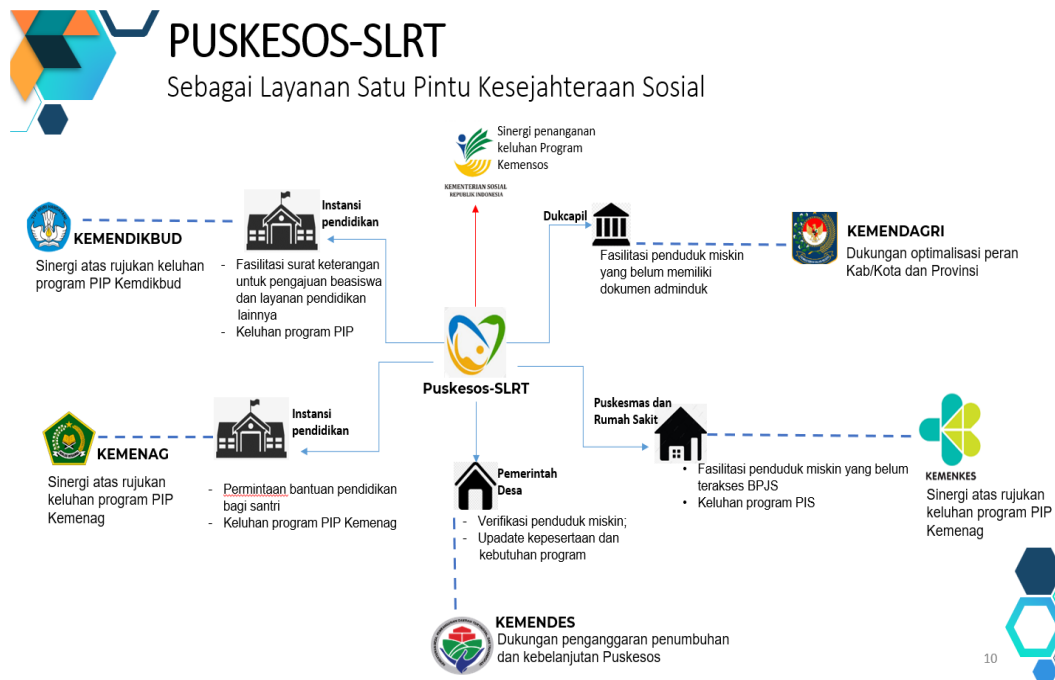 PUSKESOS-SLRT
Sebagai Layanan Satu Pintu Kesejahteraan Sosial
Sinergi penanganan
keluhan Program
Kemensos
KEMENTERIAN SOSIAL
REPUBLIK INDONESIA
Instansi
pendidikan
KEMENDIKBUD
Sinergi atas rujukan keluhan
program PIP Kemdikbud
- Fasilitasi surat keterangan
untuk pengajuan beasiswa
dan layanan pendidikan
lainnya
- Keluhan program PIP
Dukcapil
Fasilitasi penduduk miskin
yang belum memiliki
dokumen adminduk
KEMENDAGRI
Dukungan optimalisasi peran
Kab/Kota dan Provinsi
Puskesos-SLRT
Instansi
pendidikan
KEMENAG
Sinergi atas rujukan
keluhan program PIP
Kemenag
- Permintaan bantuan pendidikan
bagi santri
- Keluhan program PIP Kemenag
Pemerintah
Desa
- Verifikasi penduduk miskin;
- Upadate kepesertaan dan
kebutuhan program
Puskesmas dan
Rumah Sakit
• Fasilitasi penduduk miskin yang belum
terakses BPJS
• Keluhan program PIS
KEMENKES
Sinergi atas rujukan
keluhan program PIP
Kemenag
KEMENDES
Dukungan penganggaran penumbuhan
dan kebelanjutan Puskesos
10